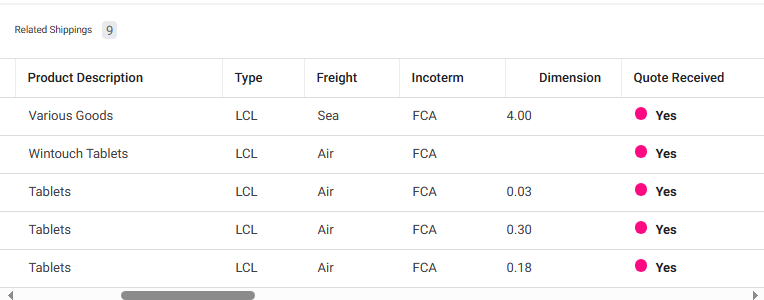 Related Shippings 9
Product Description Type Freight Incoterm Dimension Quote Received
Various Goods LCL Sea FCA 4.00 Yes
Wintouch Tablets LCL Air FCA Yes
Tablets LCL Air FCA 0.03 Yes
Tablets LCL Air FCA 0.30 Yes
Tablets LCL Air FCA 0.18 Yes